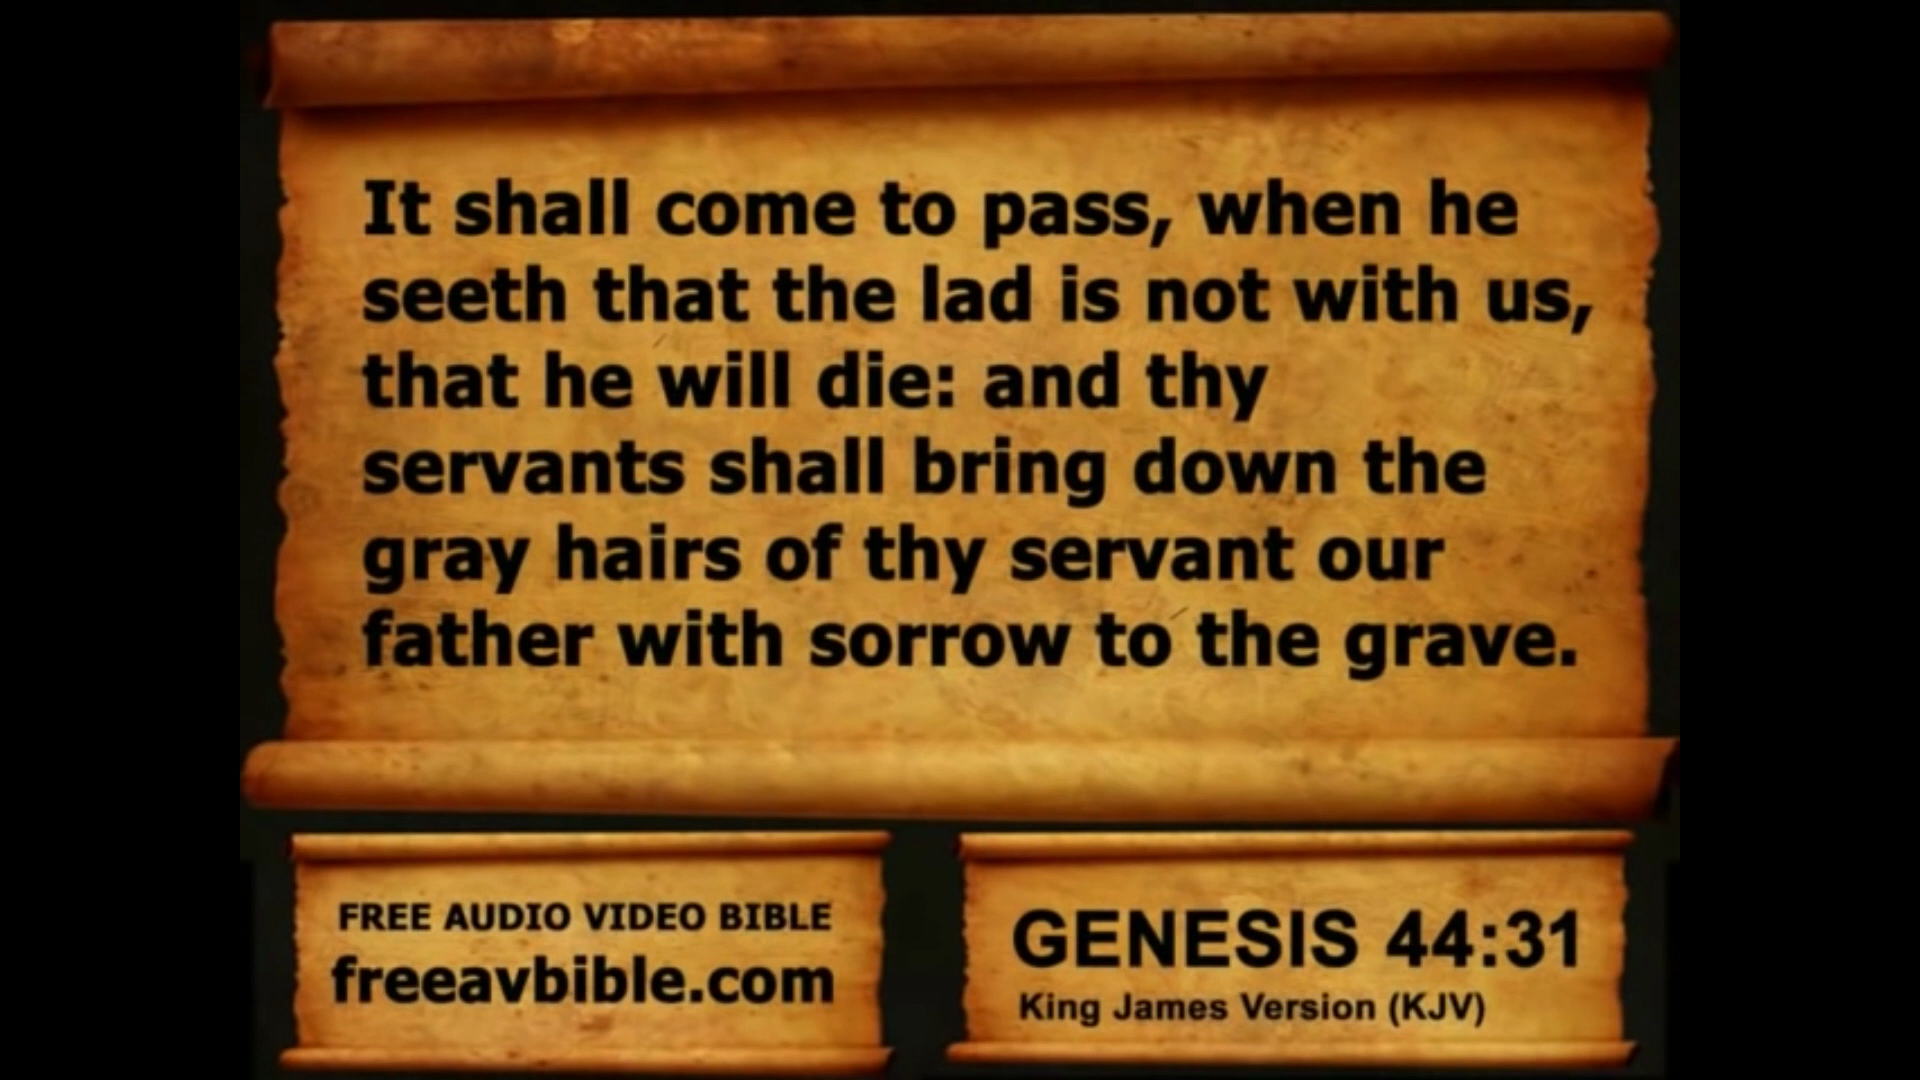 It shall come to pass, when he
seeth that the lad is not with us,
that he will die: and thy
servants shall bring down the
gray hairs of thy servant our
father with sorrow to the grave.
FREE AUDIO VIDEO BIBLE
freeavbible.com
GENESIS 44:31
King James Version (KJV)